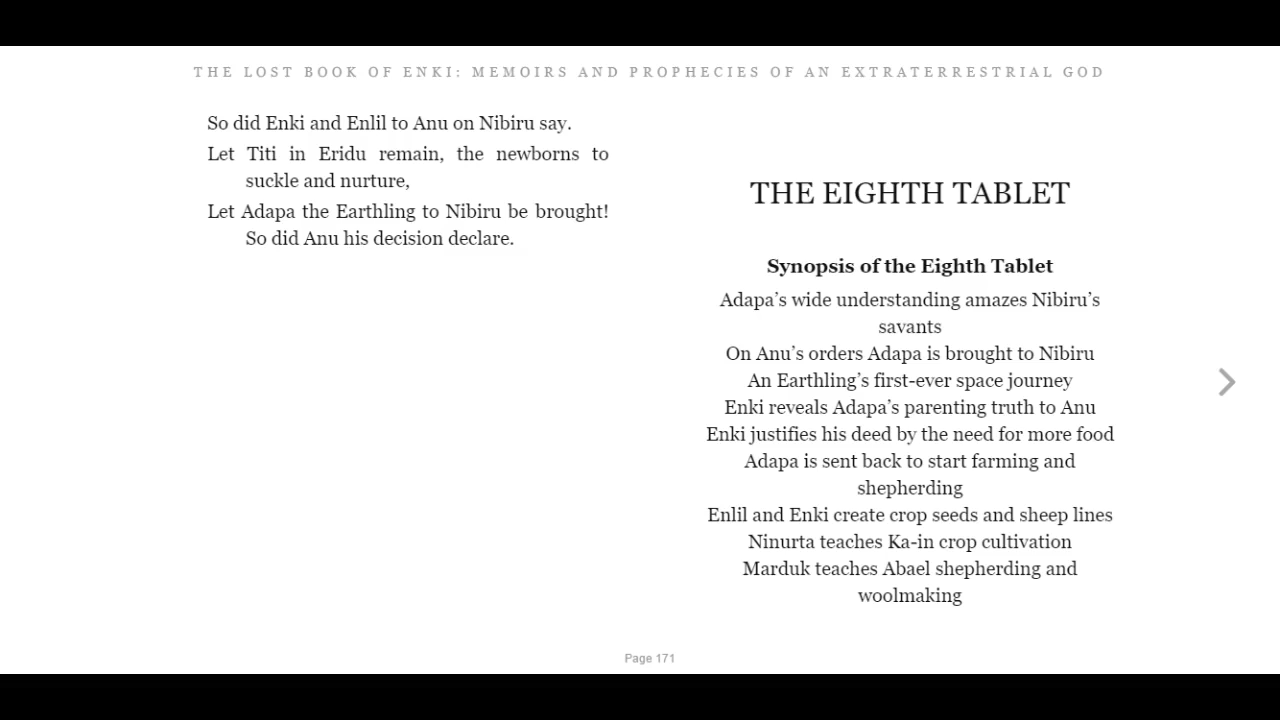 THE LOST BOOK OF ENKI: MEMOIRS AND PROPHECIES OF AN EXTRATERRESTRIAL GOD
So did Enki and Enlil to Anu on Nibiru say.
Let Titi in Eridu remain, the newborns to
suckle and nurture,
Let Adapa the Earthling to Nibiru be brought!
So did Anu his decision declare.
THE EIGHTH TABLET
Synopsis of the Eighth Tablet
Adapa’s wide understanding amazes Nibiru’s
savants
On Anu’s orders Adapa is brought to Nibiru
An Earthling’s first-ever space journey
Enki reveals Adapa’s parenting truth to Anu
Enki justifies his deed by the need for more food
Adapa is sent back to start farming and
shepherding
Enlil and Enki create crop seeds and sheep lines
Ninurta teaches Ka-in crop cultivation
Marduk teaches Abael shepherding and
woolmaking
Page 171